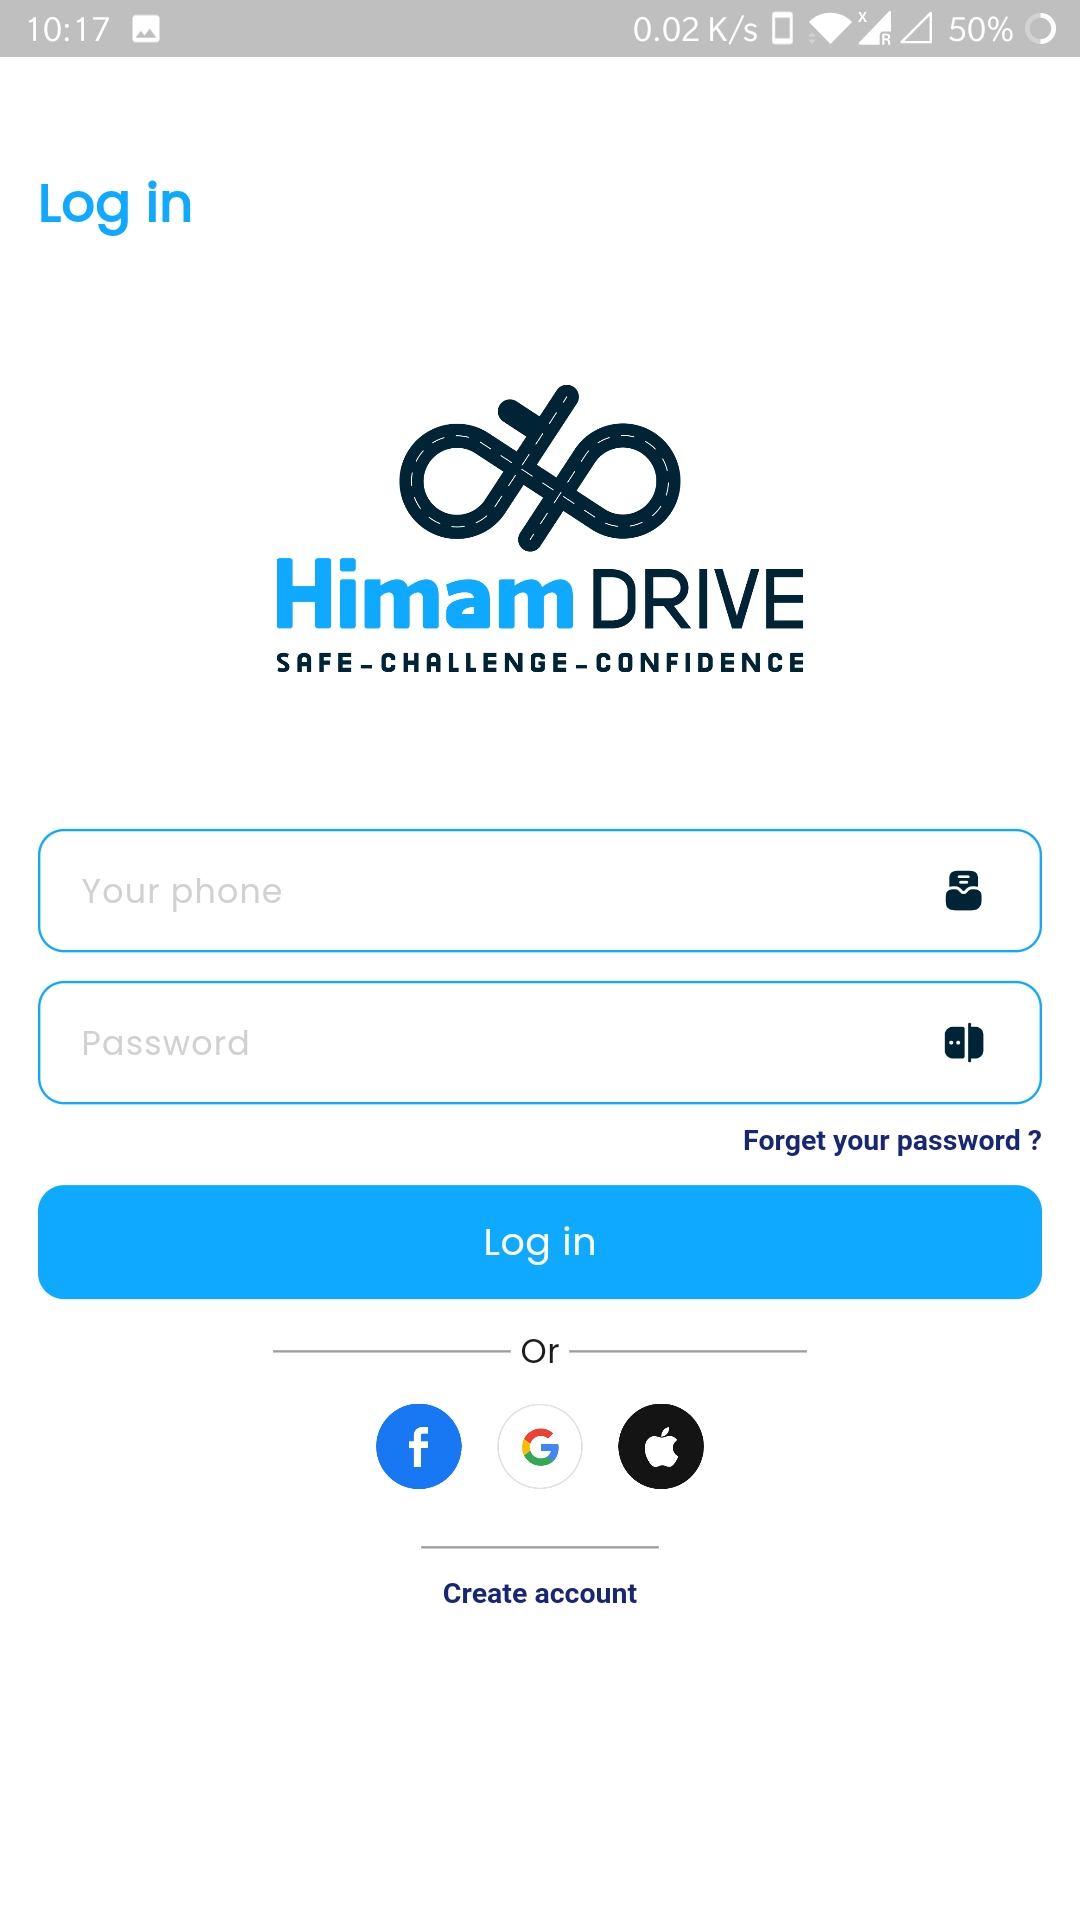 10:17 0.02 K/s X R 50%
Log in
Himam DRIVE
SAFE-CHALLENGE-CONFIDENCE
Your phone
Password
Forget your password ?
Log in
Or
Create account